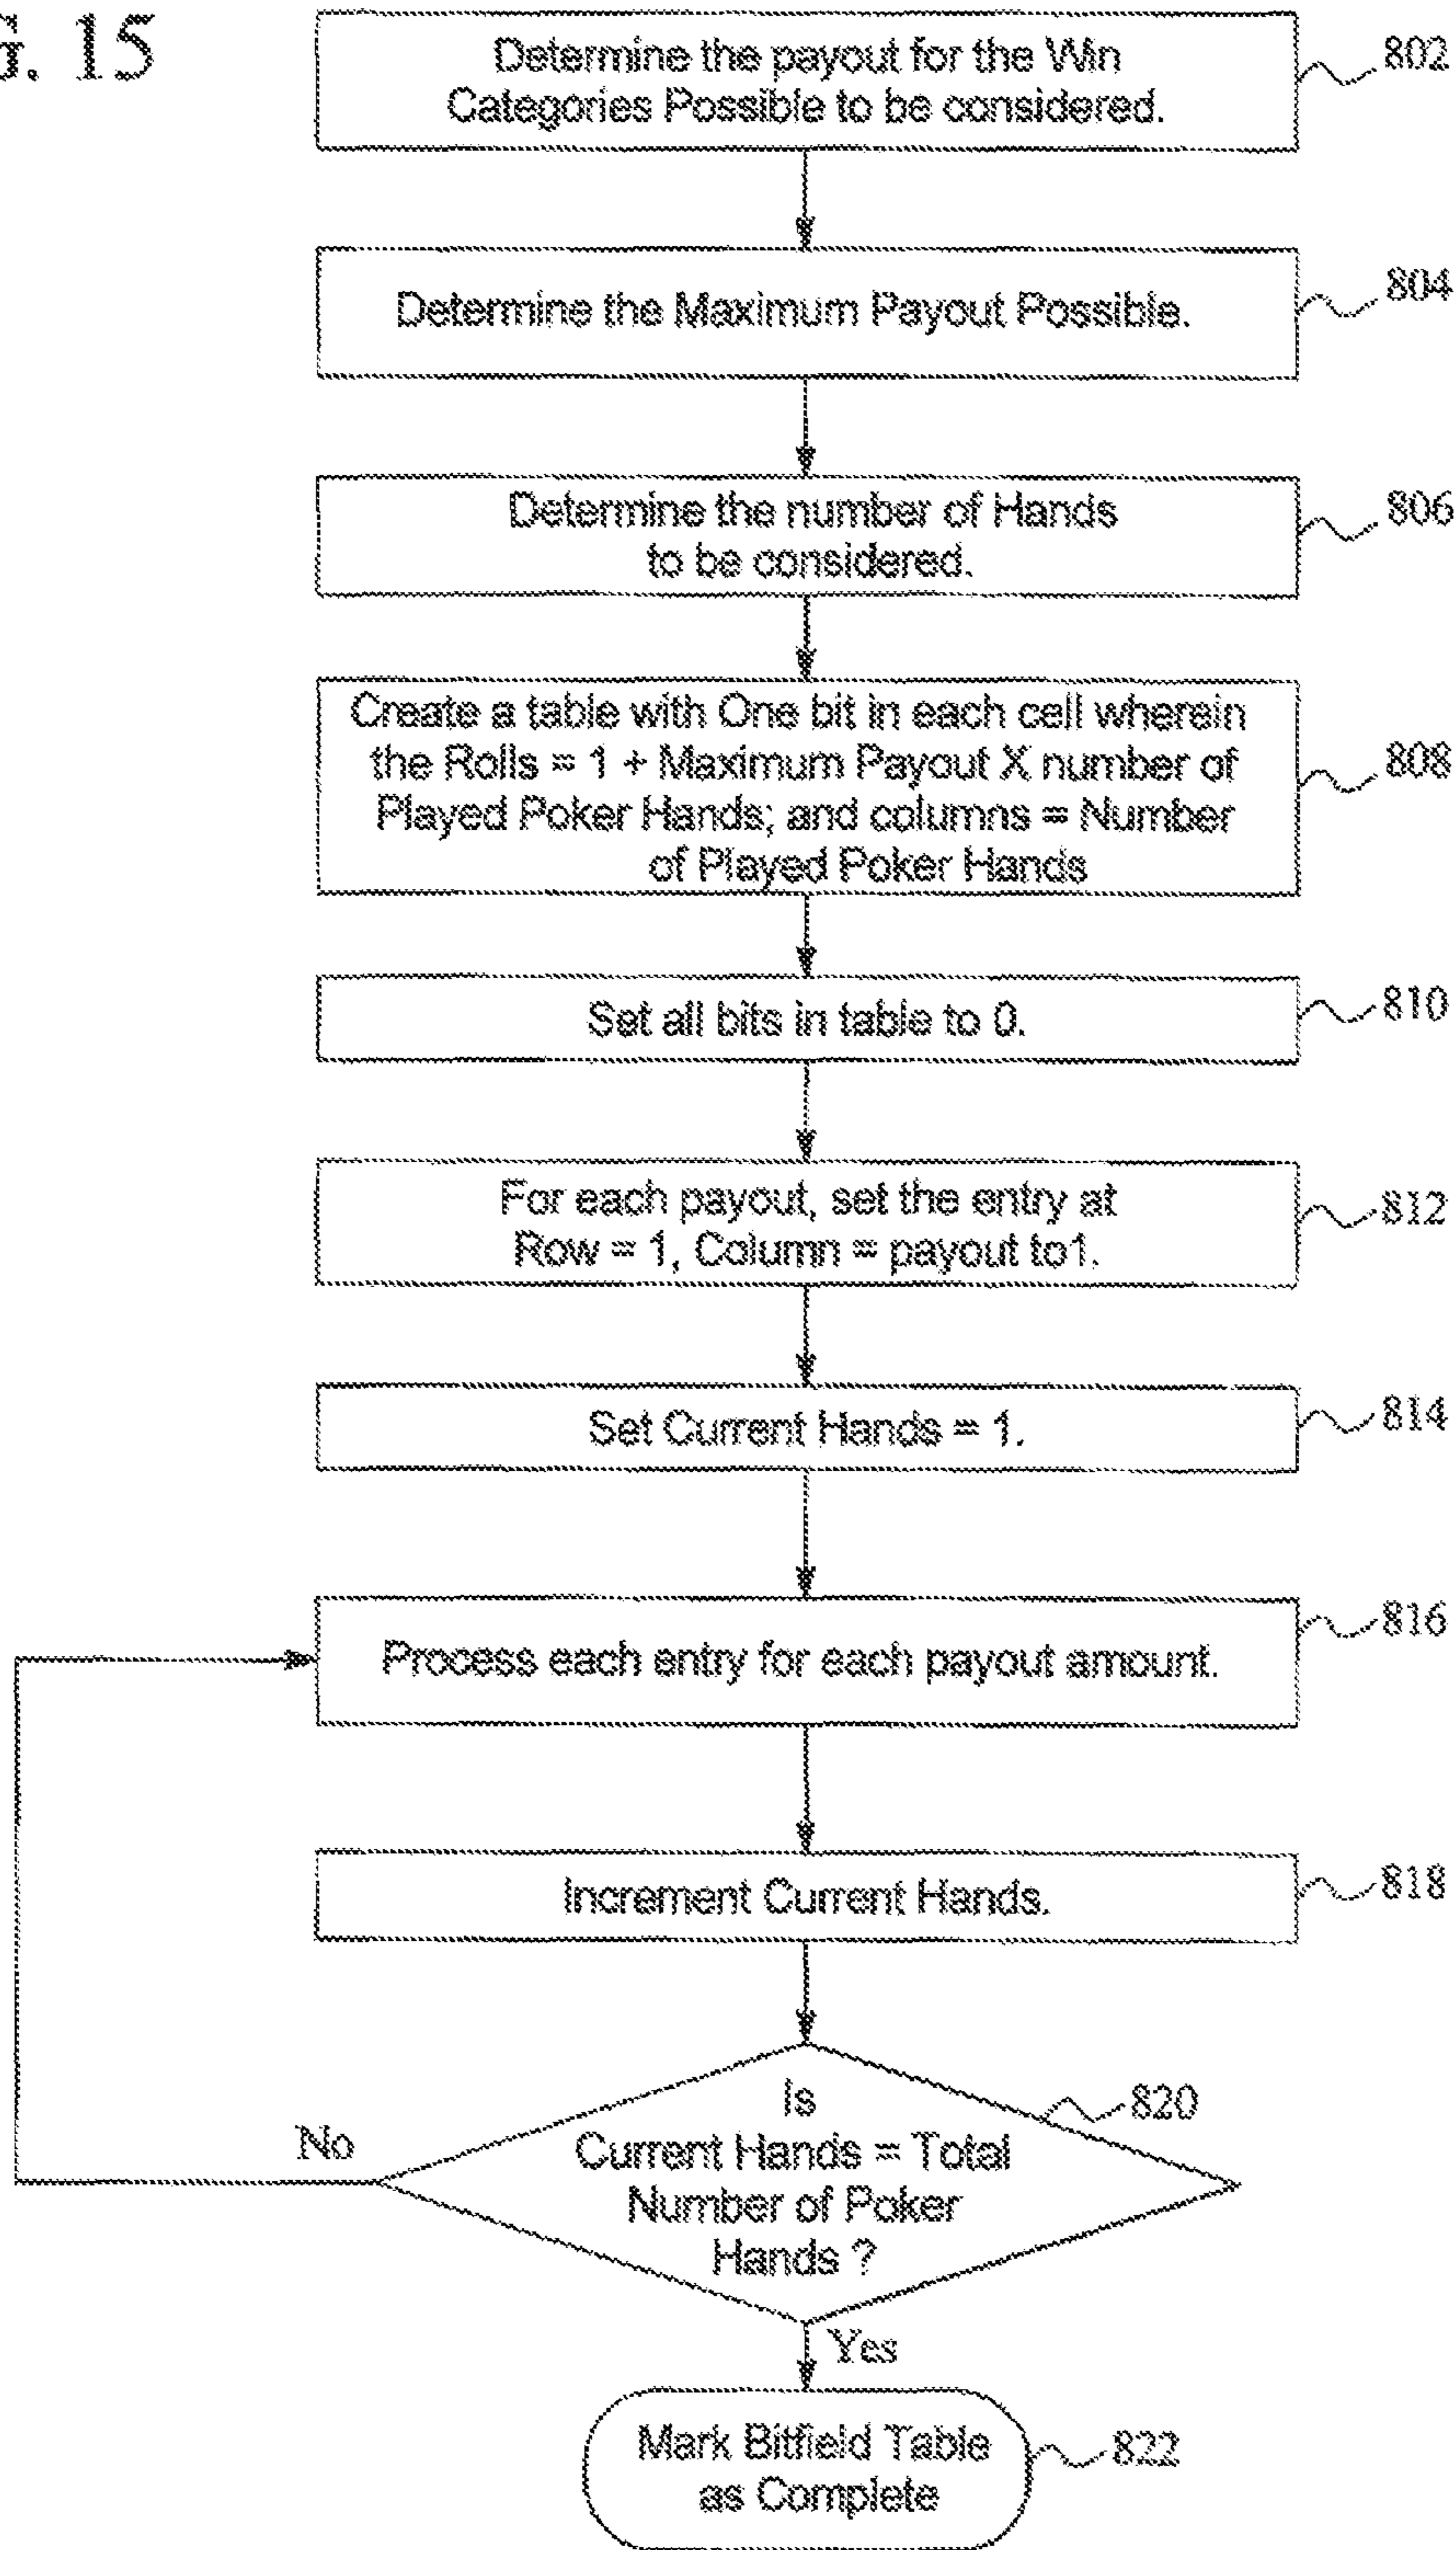 G. 15
Determine the payout for the Win
Categories Possible to be considered.
802
Determine the Maximum Payout Possible.
804
Determine the number of Hands
to be considered.
806
Create a table with One bit in each cell wherein
the Rolls = 1 + Maximum Payout X number of
Played Poker Hands; and columns = Number
of Played Poker Hands
808
Set all bits in table to 0.
810
For each payout, set the entry at
Row = 1, Column = payout to1.
812
Set Current Hands = 1.
814
Process each entry for each payout amount.
816
Increment Current Hands.
818
Is
Current Hands = Total
Number of Poker
Hands ?
820
No
Yes
Mark Bitfield Table
as Complete
822